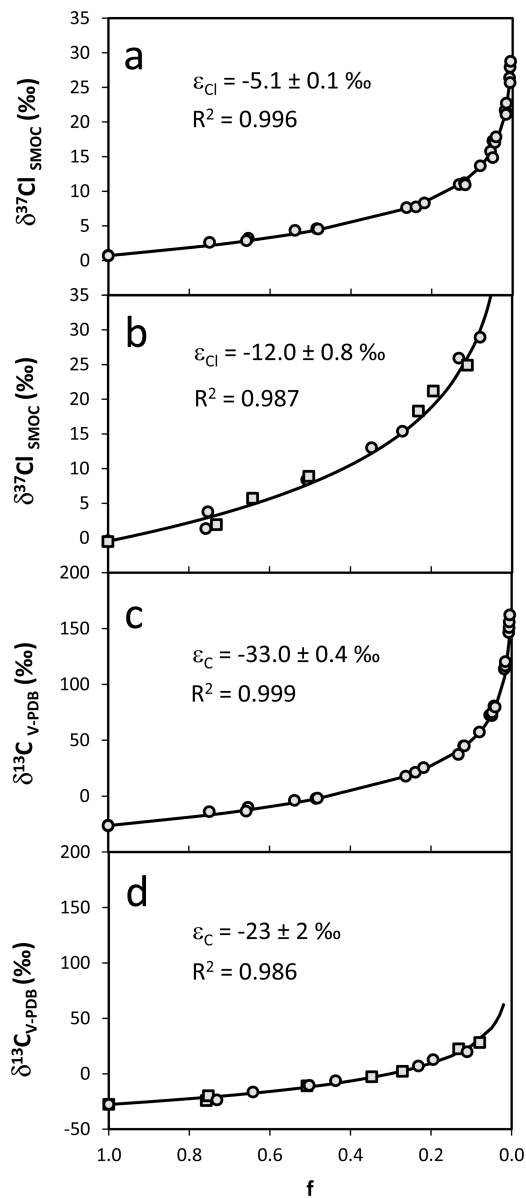 35
30
25
20
15
10
5
0
δ³⁷Cl SMOC (‰)
a
εCl = -5.1 ± 0.1 ‰
R² = 0.996
35
30
25
20
15
10
5
0
δ³⁷Cl SMOC (‰)
b
εCl = -12.0 ± 0.8 ‰
R² = 0.987
200
150
100
50
0
δ¹³C V-PDB (‰)
c
εC = -33.0 ± 0.4 ‰
R² = 0.999
200
150
100
50
0
-50
δ¹³C V-PDB (‰)
d
εC = -23 ± 2 ‰
R² = 0.986
1.0 0.8 0.6 0.4 0.2 0.0
f